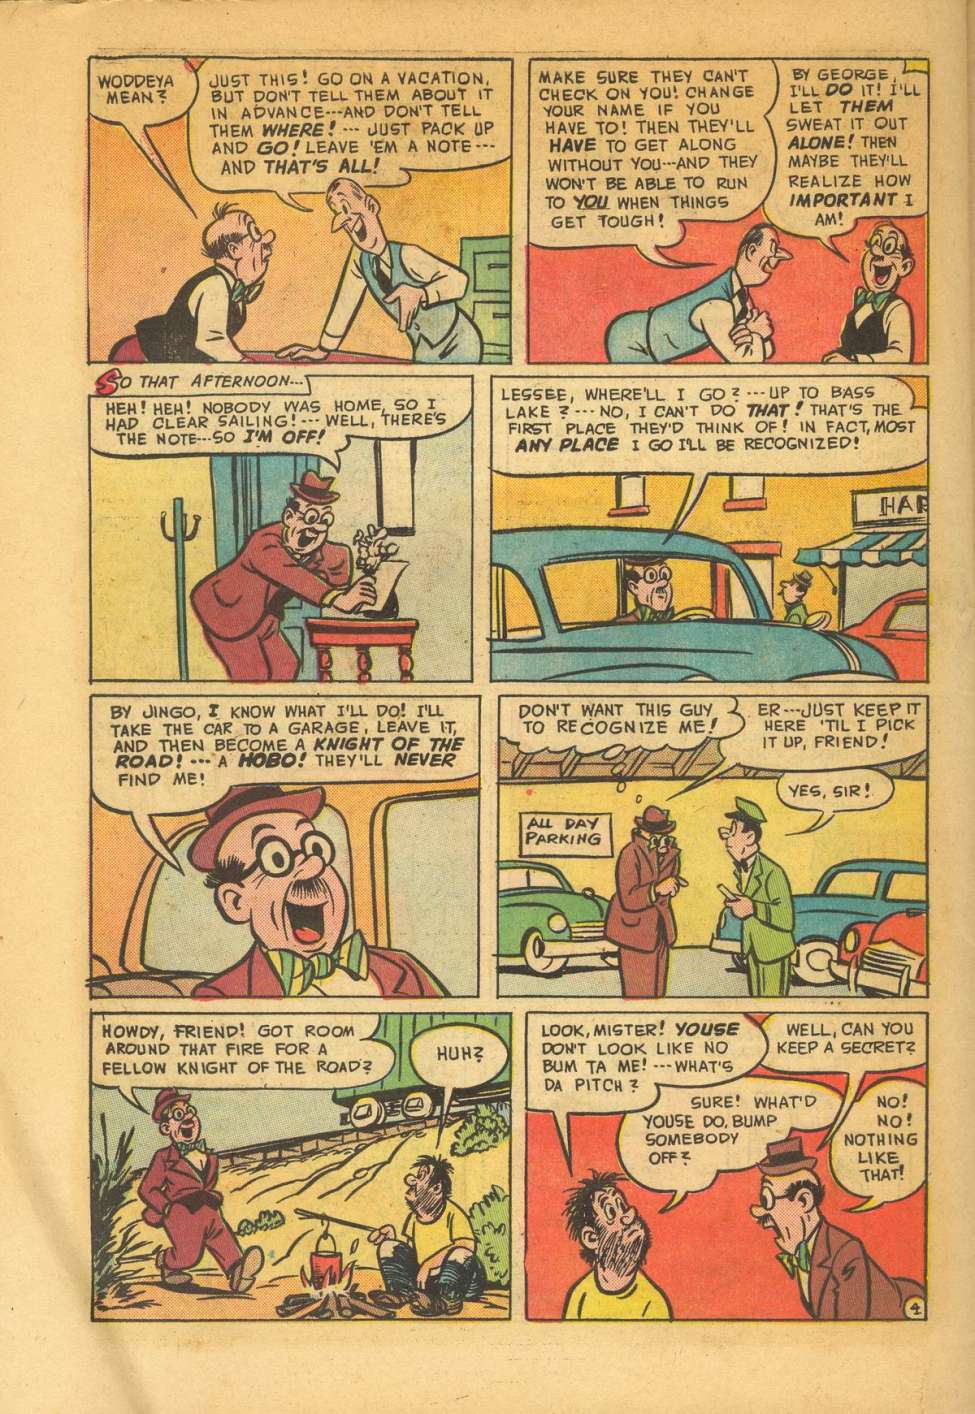 WODDEYA
MEAN?
JUST THIS! GO ON A VACATION,
BUT DON'T TELL THEM ABOUT IT
IN ADVANCE---AND DON'T TELL
THEM WHERE! --- JUST PACK UP
AND GO! LEAVE 'EM A NOTE---
AND THAT'S ALL!
MAKE SURE THEY CAN'T
CHECK ON YOU! CHANGE
YOUR NAME IF YOU
HAVE TO! THEN THEY'LL
HAVE TO GET ALONG
WITHOUT YOU---AND THEY
WON'T BE ABLE TO RUN
TO YOU WHEN THINGS
GET TOUGH!
BY GEORGE,
I'LL DO IT! I'LL
LET THEM
SWEAT IT OUT
ALONE! THEN
MAYBE THEY'LL
REALIZE HOW
IMPORTANT I
AM!
SO THAT AFTERNOON---
HEH! HEH! NOBODY WAS HOME, SO I
HAD CLEAR SAILING! --- WELL, THERE'S
THE NOTE---SO I'M OFF!
LESSEE, WHERE'LL I GO? --- UP TO BASS
LAKE? --- NO, I CAN'T DO THAT! THAT'S THE
FIRST PLACE THEY'D THINK OF! IN FACT, MOST
ANY PLACE I GO I'LL BE RECOGNIZED!
HAR
BY JINGO, I KNOW WHAT I'LL DO! I'LL
TAKE THE CAR TO A GARAGE, LEAVE IT,
AND THEN BECOME A KNIGHT OF THE
ROAD! --- A HOBO! THEY'LL NEVER
FIND ME!
DON'T WANT THIS GUY
TO RECOGNIZE ME!
ER---JUST KEEP IT
HERE 'TIL I PICK
IT UP, FRIEND!
YES, SIR!
ALL DAY
PARKING
HOWDY, FRIEND! GOT ROOM
AROUND THAT FIRE FOR A
FELLOW KNIGHT OF THE ROAD?
HUH?
LOOK, MISTER! YOUSE
DON'T LOOK LIKE NO
BUM TA ME! --- WHAT'S
DA PITCH?
WELL, CAN YOU
KEEP A SECRET?
SURE! WHAT'D
YOUSE DO, BUMP
SOMEBODY
OFF?
NO!
NO!
NOTHING
LIKE
THAT!
4